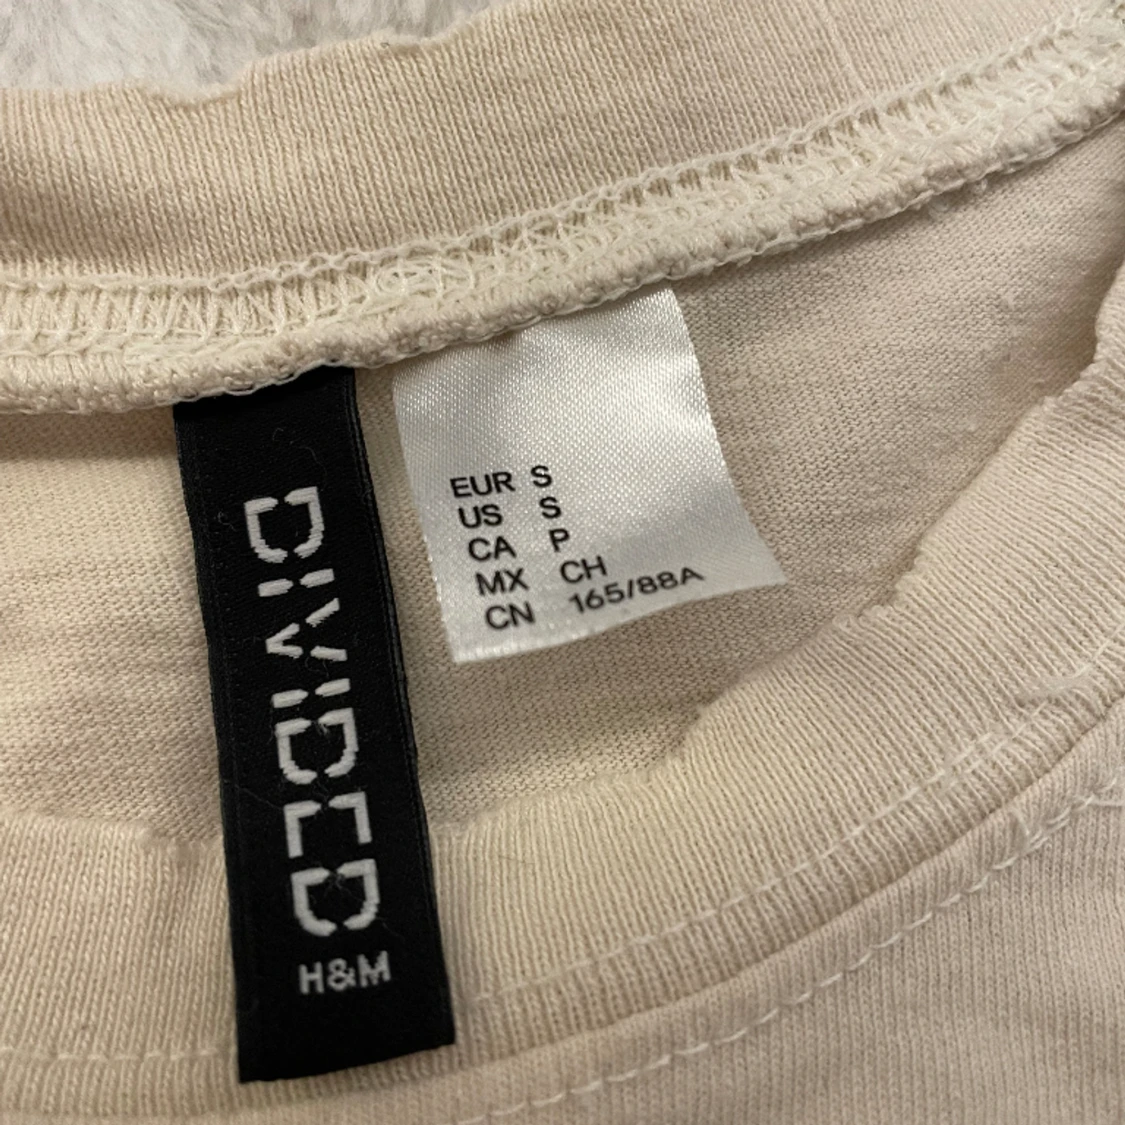 DIVIDED
H&M
EUR S
US S
CA P
MX CH
CN 165/88A